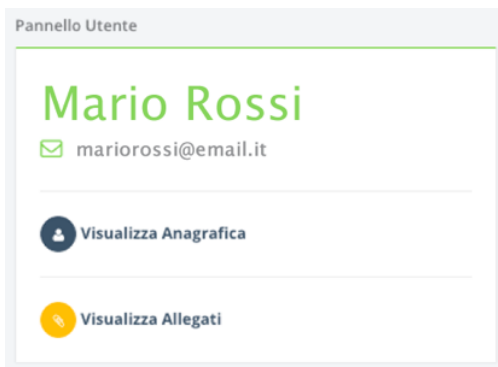 Pannello Utente
Mario Rossi
mariorossi@email.it
Visualizza Anagrafica
Visualizza Allegati